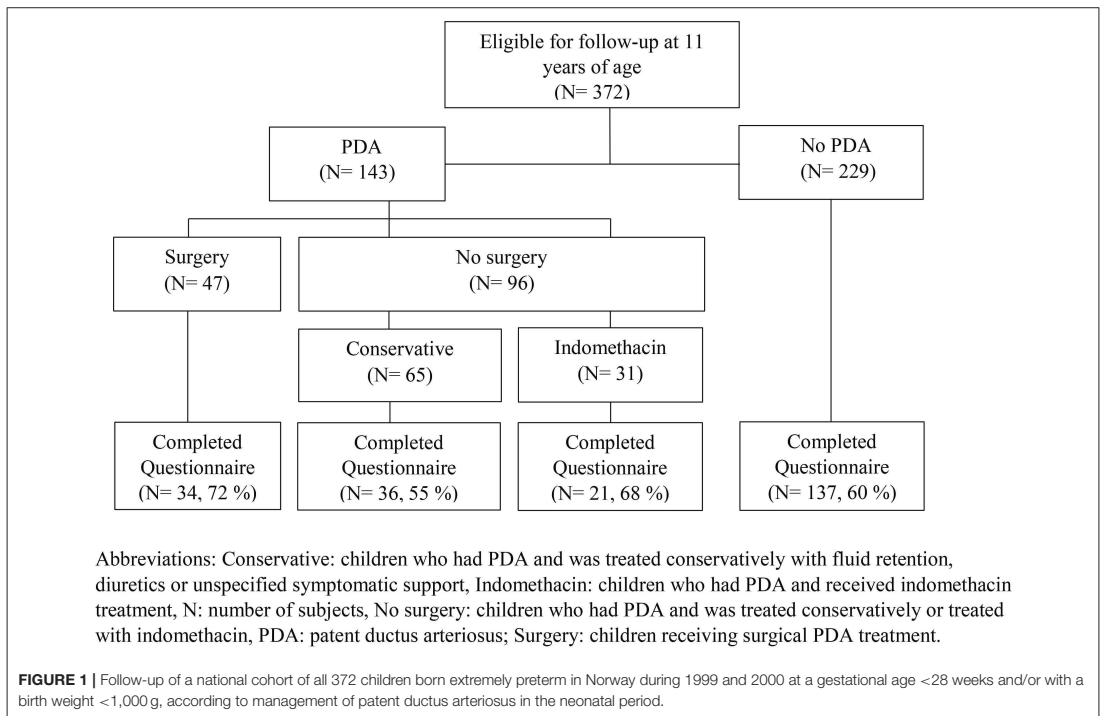 Eligible for follow-up at 11
years of age
(N= 372)
PDA
(N= 143)
No PDA
(N= 229)
Surgery
(N= 47)
No surgery
(N= 96)
Conservative
(N= 65)
Indomethacin
(N= 31)
Completed
Questionnaire
(N= 34, 72 %)
Completed
Questionnaire
(N= 36, 55 %)
Completed
Questionnaire
(N= 21, 68 %)
Completed
Questionnaire
(N= 137, 60 %)
Abbreviations: Conservative: children who had PDA and was treated conservatively with fluid retention,
diuretics or unspecified symptomatic support, Indomethacin: children who had PDA and received indomethacin
treatment, N: number of subjects, No surgery: children who had PDA and was treated conservatively or treated
with indomethacin, PDA: patent ductus arteriosus; Surgery: children receiving surgical PDA treatment.
FIGURE 1 | Follow-up of a national cohort of all 372 children born extremely preterm in Norway during 1999 and 2000 at a gestational age <28 weeks and/or with a
birth weight <1,000 g, according to management of patent ductus arteriosus in the neonatal period.